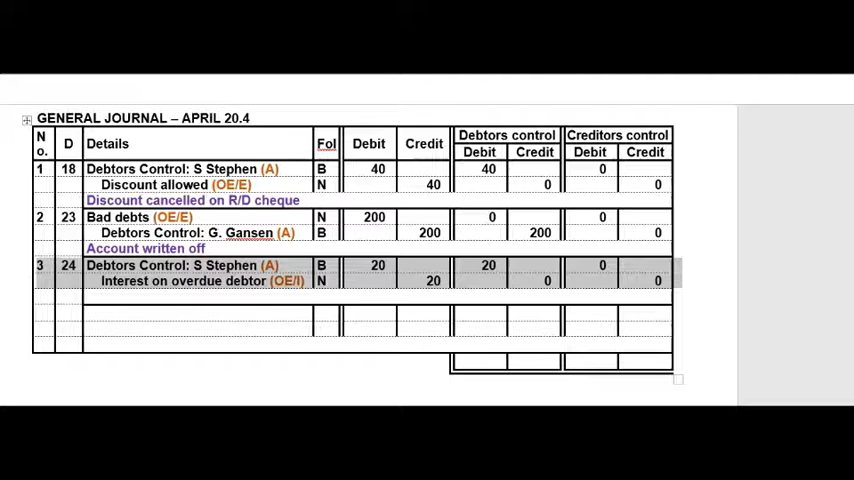 GENERAL JOURNAL – APRIL 20.4
N o. D Details Fol Debit Credit Debtors control Creditors control
Debit Credit Debit Credit
1 18 Debtors Control: S Stephen (A) B 40 40 0
Discount allowed (OE/E) N 40 0 0
Discount cancelled on R/D cheque
2 23 Bad debts (OE/E) N 200 0 0
Debtors Control: G. Gansen (A) B 200 200 0
Account written off
3 24 Debtors Control: S Stephen (A) B 20 20 0
Interest on overdue debtor (OE/I) N 20 0 0